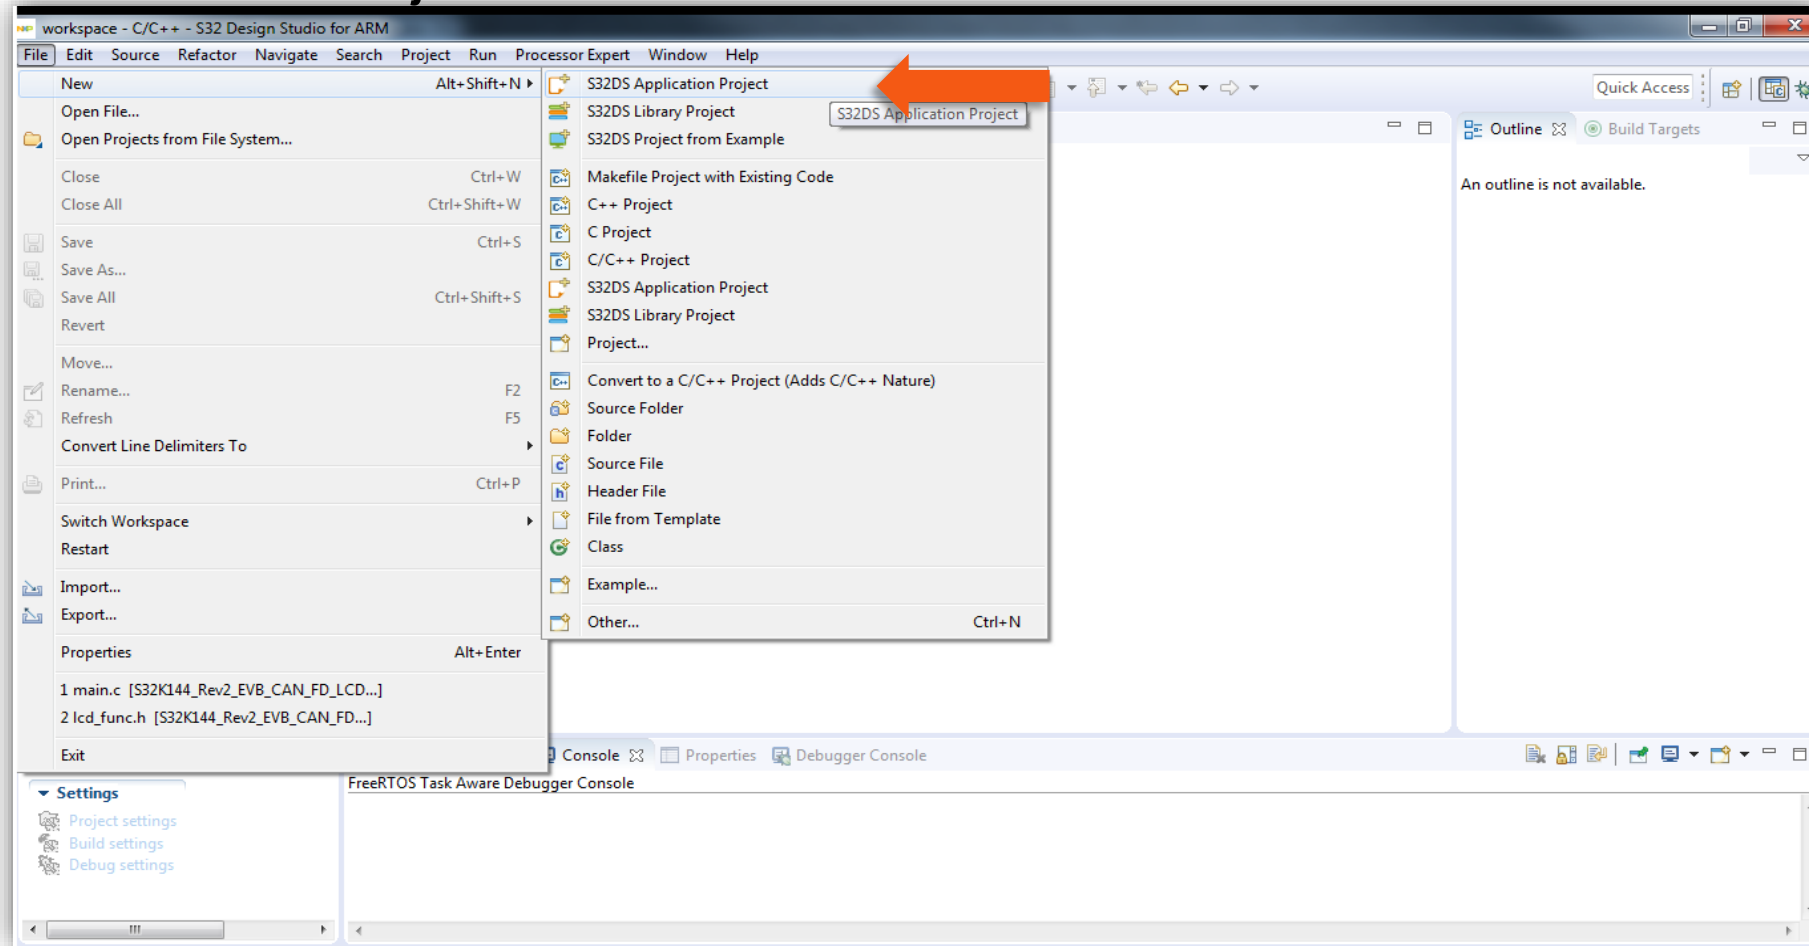 workspace - C/C++ - S32 Design Studio for ARM
File Edit Source Refactor Navigate Search Project Run Processor Expert Window Help
New Alt+Shift+N
Open File...
Open Projects from File System...
Close Ctrl+W
Close All Ctrl+Shift+W
Save Ctrl+S
Save As...
Save All Ctrl+Shift+S
Revert
Move...
Rename... F2
Refresh F5
Convert Line Delimiters To
Print... Ctrl+P
Switch Workspace
Restart
Import...
Export...
Properties Alt+Enter
1 main.c [S32K144_Rev2_EVB_CAN_FD_LCD...]
2 lcd_func.h [S32K144_Rev2_EVB_CAN_FD...]
Exit
S32DS Application Project
S32DS Library Project
S32DS Project from Example
Makefile Project with Existing Code
C++ Project
C Project
C/C++ Project
S32DS Application Project
S32DS Library Project
Project...
Convert to a C/C++ Project (Adds C/C++ Nature)
Source Folder
Folder
Source File
Header File
File from Template
Class
Example...
Other... Ctrl+N
S32DS Application Project
Quick Access
Outline Build Targets
An outline is not available.
Console Properties Debugger Console
FreeRTOS Task Aware Debugger Console
Settings
Project settings
Build settings
Debug settings